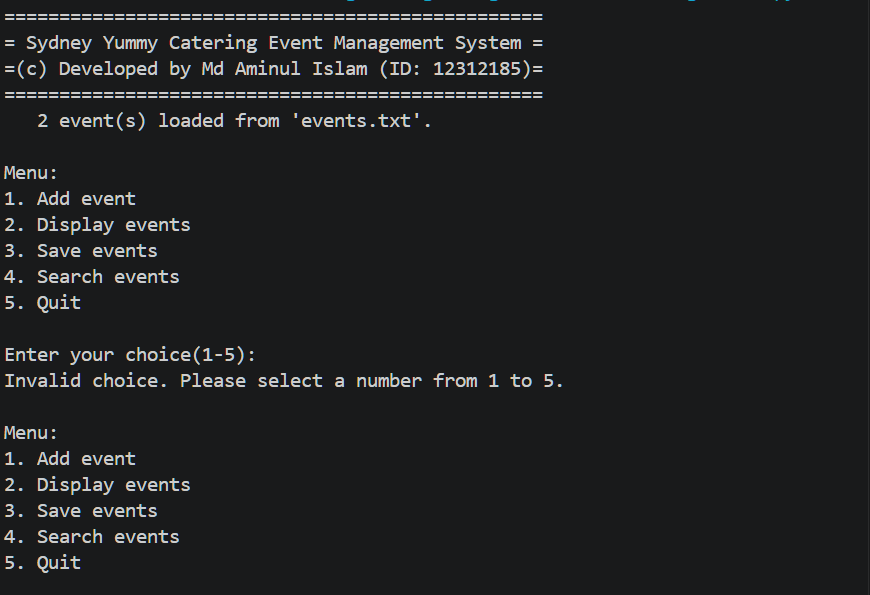 =================================================
= Sydney Yummy Catering Event Management System =
=(c) Developed by Md Aminul Islam (ID: 12312185)=
=================================================
   2 event(s) loaded from 'events.txt'.

Menu:
1. Add event
2. Display events
3. Save events
4. Search events
5. Quit

Enter your choice(1-5):
Invalid choice. Please select a number from 1 to 5.

Menu:
1. Add event
2. Display events
3. Save events
4. Search events
5. Quit